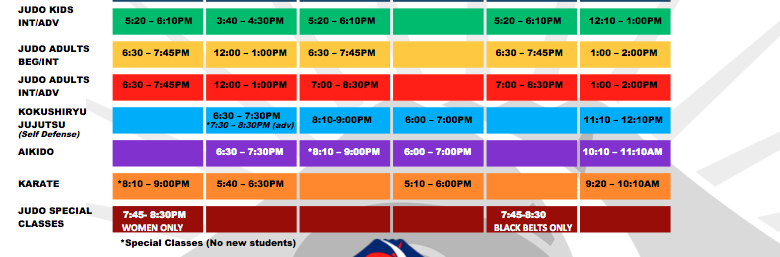 JUDO KIDS
INT/ADV 5:20 – 6:10PM 3:40 – 4:30PM 5:20 – 6:10PM 5:20 – 6:10PM 12:10 – 1:00PM
JUDO ADULTS
BEG/INT 6:30 – 7:45PM 12:00 – 1:00PM 6:30 – 7:45PM 6:30 – 7:45PM 1:00 – 2:00PM
JUDO ADULTS
INT/ADV 6:30 – 7:45PM 12:00 – 1:00PM 7:00 – 8:30PM 7:00 – 8:30PM 1:00 – 2:00PM
KOKUSHIRYU
JUJUTSU
(Self Defense)
6:30 – 7:30PM
*7:30 – 8:30PM (adv)
8:10-9:00PM 6:00 – 7:00PM 11:10 – 12:10PM
AIKIDO 6:30 – 7:30PM *8:10 – 9:00PM 6:00 – 7:00PM 10:10 – 11:10AM
KARATE *8:10 – 9:00PM 5:40 – 6:30PM 5:10 – 6:00PM 9:20 – 10:10AM
JUDO SPECIAL
CLASSES
7:45- 8:30PM
WOMEN ONLY
7:45-8:30
BLACK BELTS ONLY
*Special Classes (No new students)